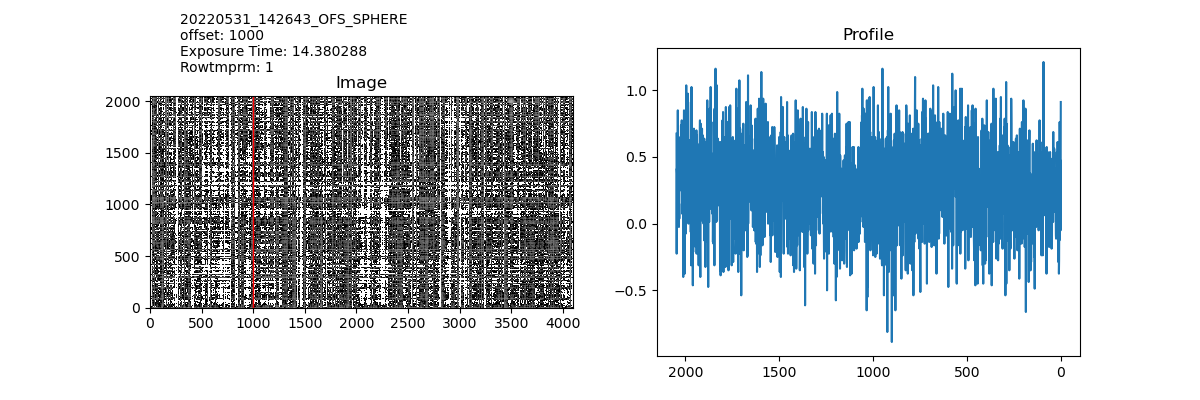 20220531_142643_OFS_SPHERE
offset: 1000
Exposure Time: 14.380288
Rowtmprm: 1
Image
2000
1500
1000
500
0
0 500 1000 1500 2000 2500 3000 3500 4000
Profile
1.0
0.5
0.0
−0.5
2000 1500 1000 500 0